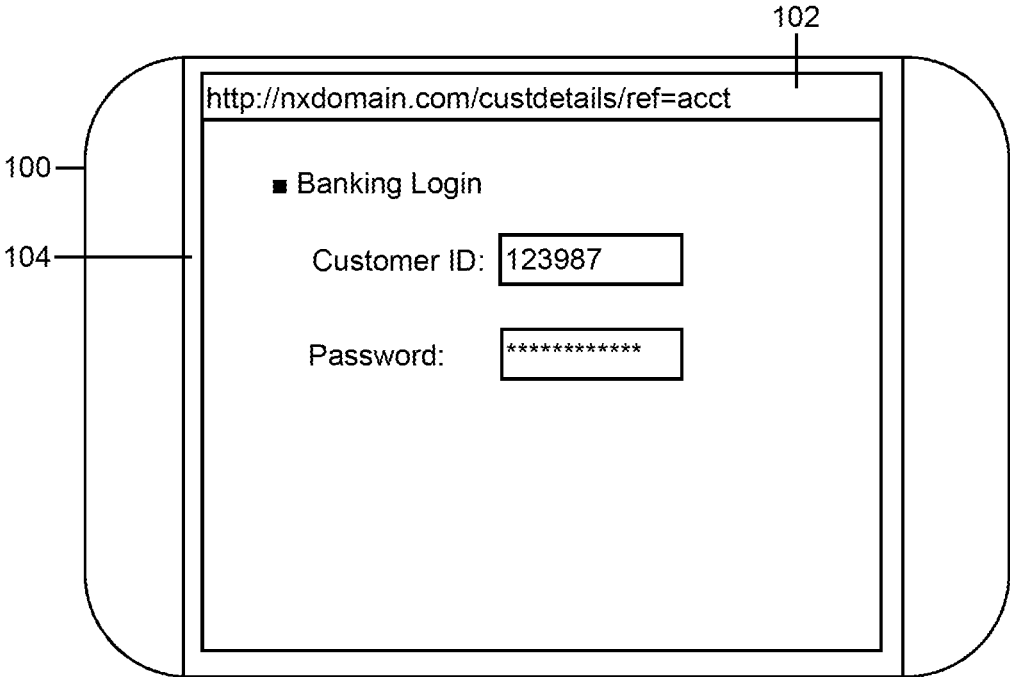 102
http://nxdomain.com/custdetails/ref=acct
100
■ Banking Login
104
Customer ID: 123987
Password: ************